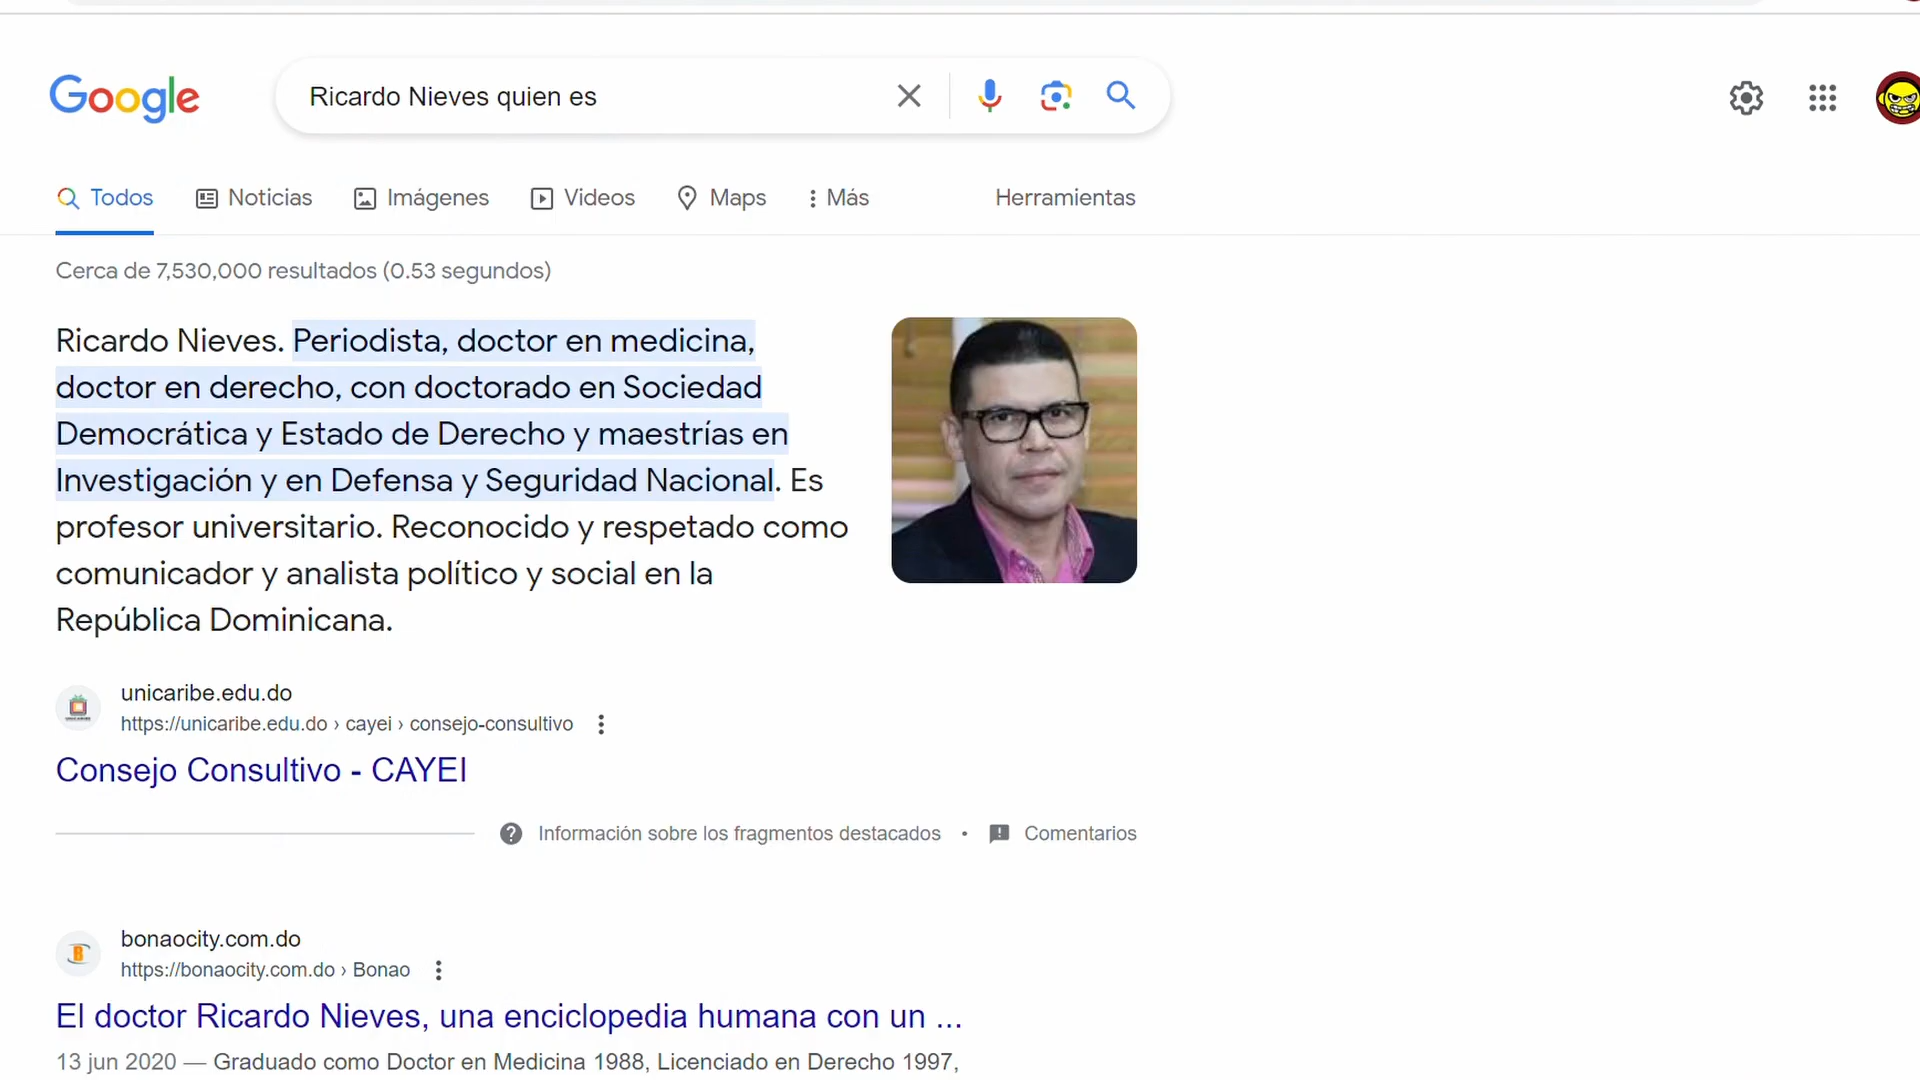 Google
Ricardo Nieves quien es
Todos
Noticias
Imágenes
Videos
Maps
Más
Herramientas
Cerca de 7,530,000 resultados (0.53 segundos)
Ricardo Nieves. Periodista, doctor en medicina,
doctor en derecho, con doctorado en Sociedad
Democrática y Estado de Derecho y maestrías en
Investigación y en Defensa y Seguridad Nacional. Es
profesor universitario. Reconocido y respetado como
comunicador y analista político y social en la
República Dominicana.
unicaribe.edu.do
https://unicaribe.edu.do › cayei › consejo-consultivo
Consejo Consultivo - CAYEI
Información sobre los fragmentos destacados • Comentarios
bonaocity.com.do
https://bonaocity.com.do › Bonao
El doctor Ricardo Nieves, una enciclopedia humana con un ...
13 jun 2020 — Graduado como Doctor en Medicina 1988, Licenciado en Derecho 1997,